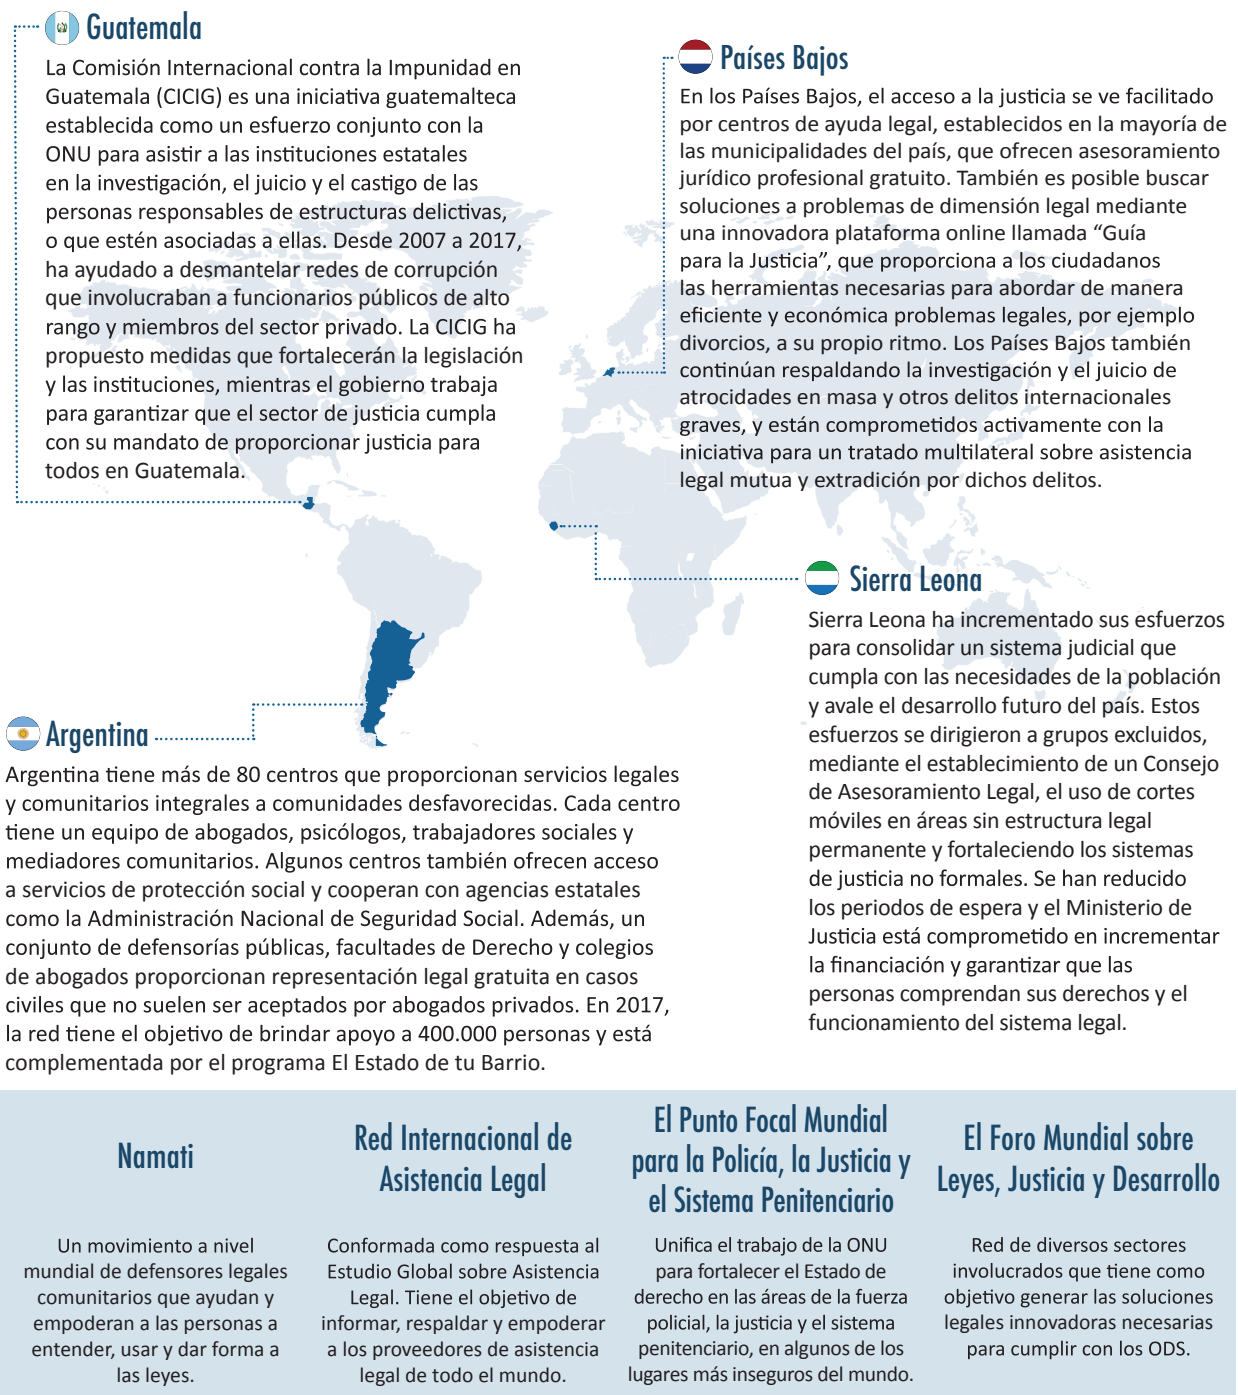 Guatemala
La Comisión Internacional contra la Impunidad en
Guatemala (CICIG) es una iniciativa guatemalteca
establecida como un esfuerzo conjunto con la
ONU para asistir a las instituciones estatales
en la investigación, el juicio y el castigo de las
personas responsables de estructuras delictivas,
o que estén asociadas a ellas. Desde 2007 a 2017,
ha ayudado a desmantelar redes de corrupción
que involucraban a funcionarios públicos de alto
rango y miembros del sector privado. La CICIG ha
propuesto medidas que fortalecerán la legislación
y las instituciones, mientras el gobierno trabaja
para garantizar que el sector de justicia cumpla
con su mandato de proporcionar justicia para
todos en Guatemala.
Países Bajos
En los Países Bajos, el acceso a la justicia se ve facilitado
por centros de ayuda legal, establecidos en la mayoría de
las municipalidades del país, que ofrecen asesoramiento
jurídico profesional gratuito. También es posible buscar
soluciones a problemas de dimensión legal mediante
una innovadora plataforma online llamada “Guía
para la Justicia”, que proporciona a los ciudadanos
las herramientas necesarias para abordar de manera
eficiente y económica problemas legales, por ejemplo
divorcios, a su propio ritmo. Los Países Bajos también
continúan respaldando la investigación y el juicio de
atrocidades en masa y otros delitos internacionales
graves, y están comprometidos activamente con la
iniciativa para un tratado multilateral sobre asistencia
legal mutua y extradición por dichos delitos.
Sierra Leona
Sierra Leona ha incrementado sus esfuerzos
para consolidar un sistema judicial que
cumpla con las necesidades de la población
y avale el desarrollo futuro del país. Estos
esfuerzos se dirigieron a grupos excluidos,
mediante el establecimiento de un Consejo
de Asesoramiento Legal, el uso de cortes
móviles en áreas sin estructura legal
permanente y fortaleciendo los sistemas
de justicia no formales. Se han reducido
los periodos de espera y el Ministerio de
Justicia está comprometido en incrementar
la financiación y garantizar que las
personas comprendan sus derechos y el
funcionamiento del sistema legal.
Argentina
Argentina tiene más de 80 centros que proporcionan servicios legales
y comunitarios integrales a comunidades desfavorecidas. Cada centro
tiene un equipo de abogados, psicólogos, trabajadores sociales y
mediadores comunitarios. Algunos centros también ofrecen acceso
a servicios de protección social y cooperan con agencias estatales
como la Administración Nacional de Seguridad Social. Además, un
conjunto de defensorías públicas, facultades de Derecho y colegios
de abogados proporcionan representación legal gratuita en casos
civiles que no suelen ser aceptados por abogados privados. En 2017,
la red tiene el objetivo de brindar apoyo a 400.000 personas y está
complementada por el programa El Estado de tu Barrio.
Namati
Un movimiento a nivel
mundial de defensores legales
comunitarios que ayudan y
empoderan a las personas a
entender, usar y dar forma a
las leyes.
Red Internacional de
Asistencia Legal
Conformada como respuesta al
Estudio Global sobre Asistencia
Legal. Tiene el objetivo de
informar, respaldar y empoderar
a los proveedores de asistencia
legal de todo el mundo.
El Punto Focal Mundial
para la Policía, la Justicia y
el Sistema Penitenciario
Unifica el trabajo de la ONU
para fortalecer el Estado de
derecho en las áreas de la fuerza
policial, la justicia y el sistema
penitenciario, en algunos de los
lugares más inseguros del mundo.
El Foro Mundial sobre
Leyes, Justicia y Desarrollo
Red de diversos sectores
involucrados que tiene como
objetivo generar las soluciones
legales innovadoras necesarias
para cumplir con los ODS.